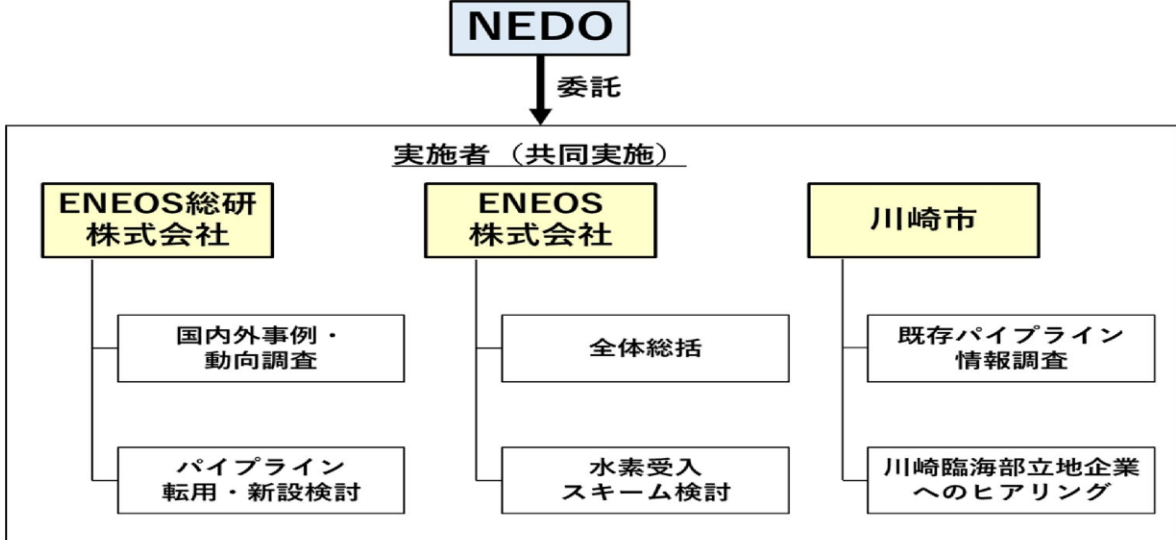 NEDO
委託
実施者（共同実施）
ENEOS総研
株式会社
国内外事例・
動向調査
パイプライン
転用・新設検討
ENEOS
株式会社
全体総括
水素受入
スキーム検討
川崎市
既存パイプライン
情報調査
川崎臨海部立地企業
へのヒアリング